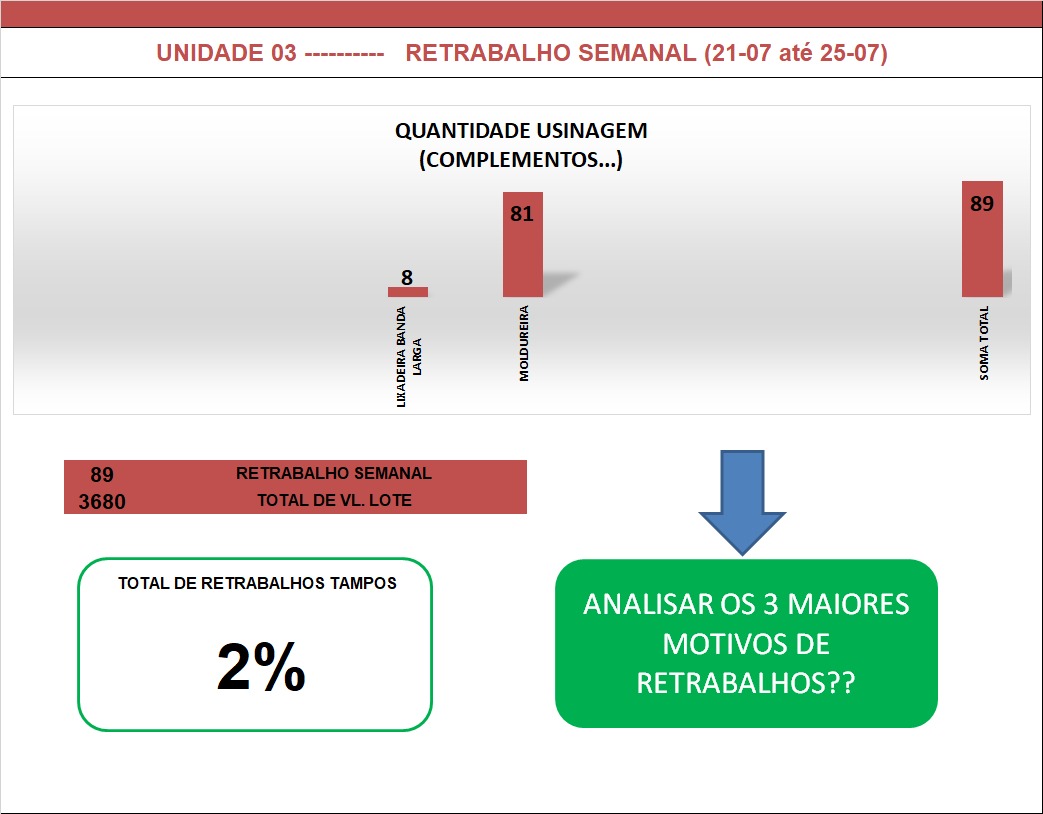 UNIDADE 03 ---------- RETRABALHO SEMANAL (21-07 até 25-07)
QUANTIDADE USINAGEM
(COMPLEMENTOS...)
8
81
89
LIXADEIRA BANDA
LARGA
MOLDUREIRA
SOMA TOTAL
89 RETRABALHO SEMANAL
3680 TOTAL DE VL. LOTE
TOTAL DE RETRABALHOS TAMPOS
2%
ANALISAR OS 3 MAIORES
MOTIVOS DE
RETRABALHOS??